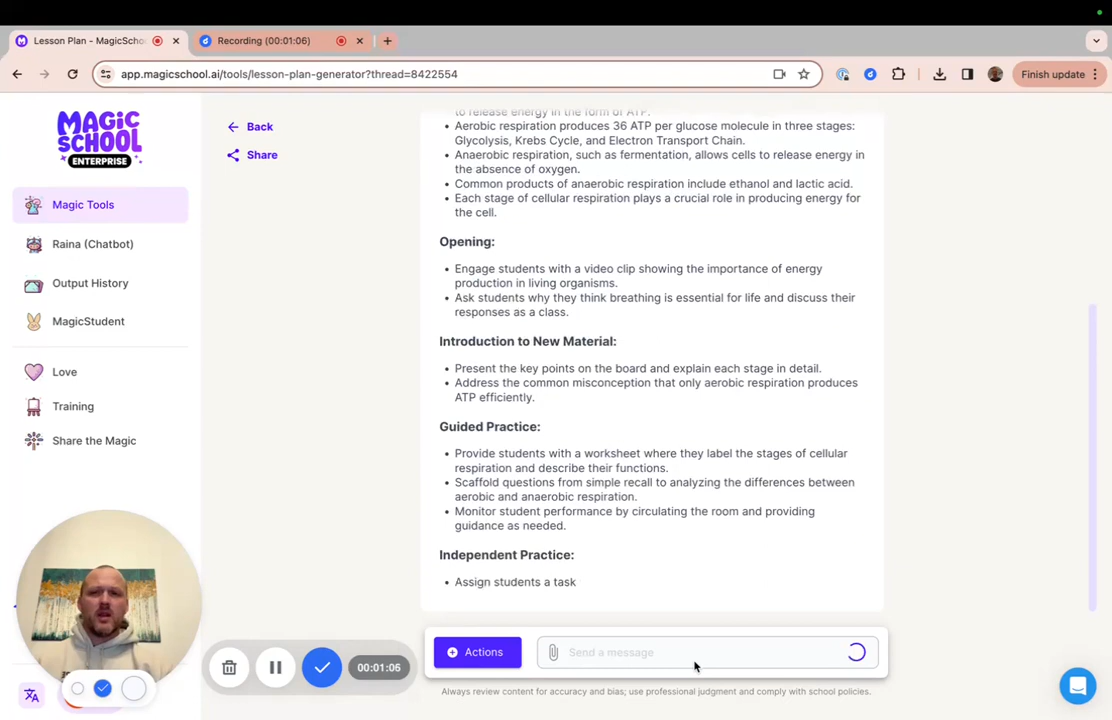 Lesson Plan - MagicScho
Recording (00:01:06)
app.magicschool.ai/tools/lesson-plan-generator?thread=8422554
Finish update
MAGIC
SCHOOL
ENTERPRISE
Magic Tools
Raina (Chatbot)
Output History
MagicStudent
Love
Training
Share the Magic
Back
Share
to release energy in the form of ATP.
• Aerobic respiration produces 36 ATP per glucose molecule in three stages:
Glycolysis, Krebs Cycle, and Electron Transport Chain.
• Anaerobic respiration, such as fermentation, allows cells to release energy in
the absence of oxygen.
• Common products of anaerobic respiration include ethanol and lactic acid.
• Each stage of cellular respiration plays a crucial role in producing energy for
the cell.
Opening:
• Engage students with a video clip showing the importance of energy
production in living organisms.
• Ask students why they think breathing is essential for life and discuss their
responses as a class.
Introduction to New Material:
• Present the key points on the board and explain each stage in detail.
• Address the common misconception that only aerobic respiration produces
ATP efficiently.
Guided Practice:
• Provide students with a worksheet where they label the stages of cellular
respiration and describe their functions.
• Scaffold questions from simple recall to analyzing the differences between
aerobic and anaerobic respiration.
• Monitor student performance by circulating the room and providing
guidance as needed.
Independent Practice:
• Assign students a task
Actions
Send a message
00:01:06
Always review content for accuracy and bias; use professional judgment and comply with school policies.